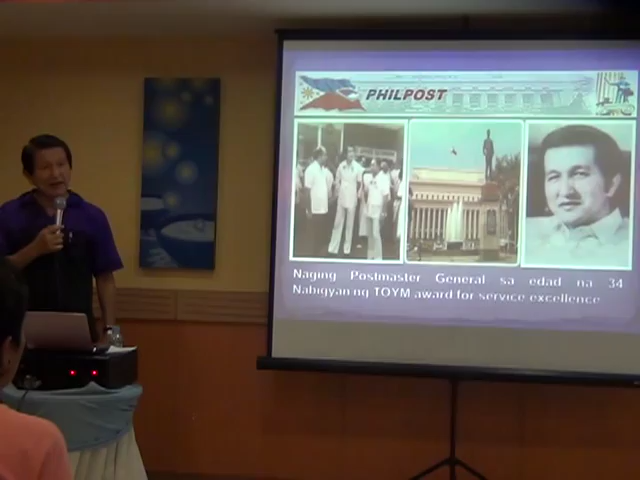 PHILPOST
Naging Postmaster General sa edad na 34
Nabigyan ng TOYM award for service excellence